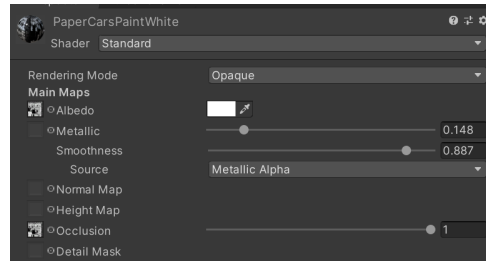 PaperCarsPaintWhite
Shader Standard
Rendering Mode Opaque
Main Maps
Albedo
Metallic 0.148
Smoothness 0.887
Source Metallic Alpha
Normal Map
Height Map
Occlusion 1
Detail Mask